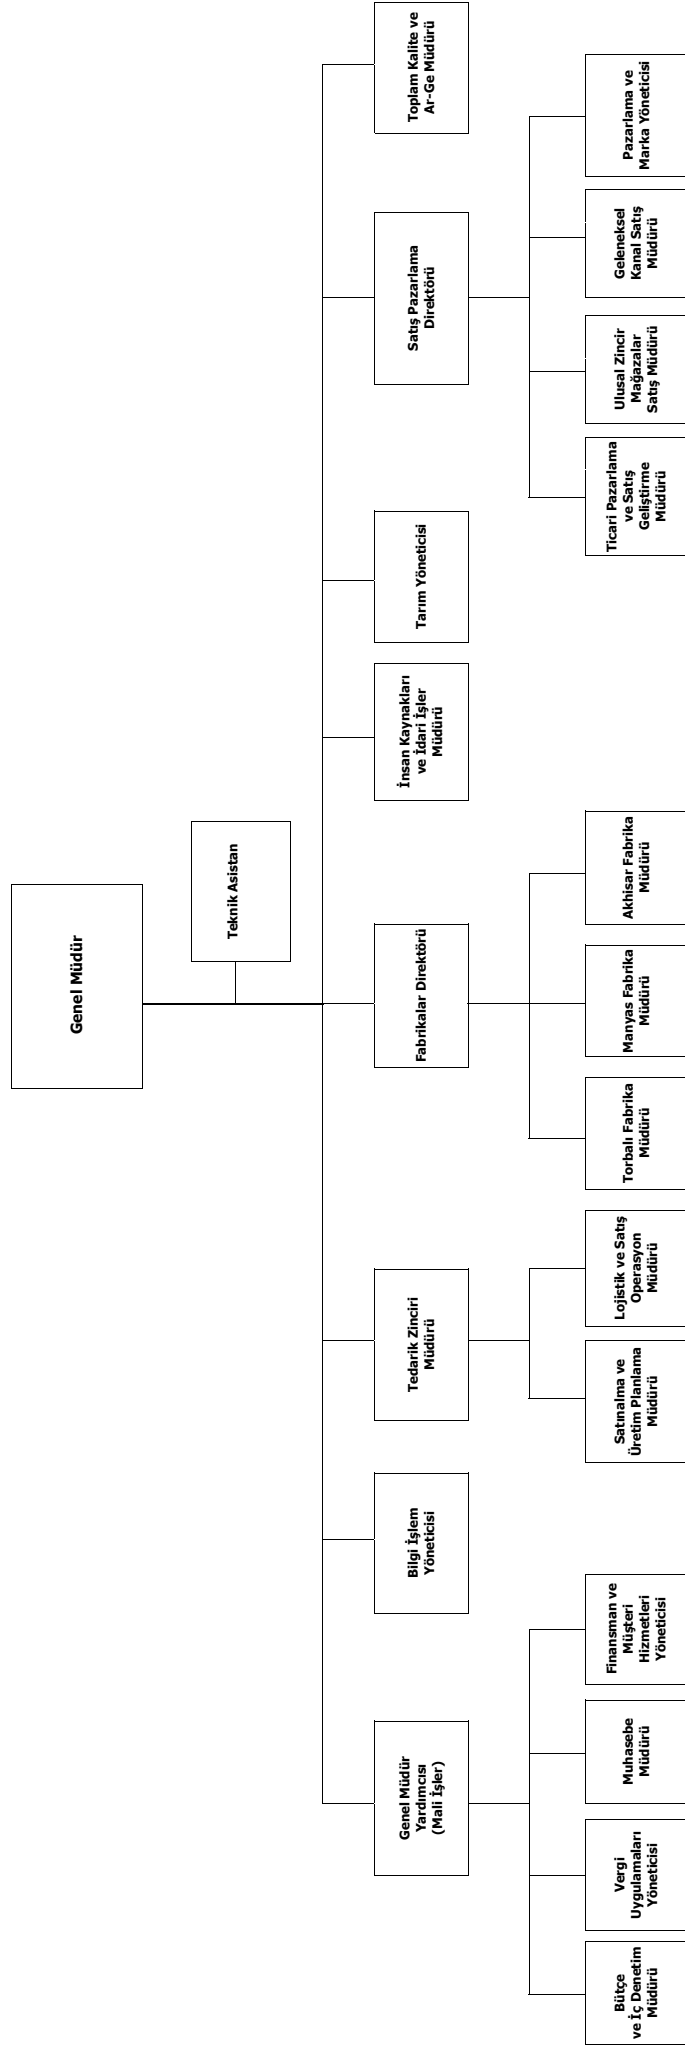 Genel Müdür
Teknik Asistan
Genel Müdür
Yardımcısı
(Mali İşler)
Bilgi İşlem
Yöneticisi
Tedarik Zinciri
Müdürü
Fabrikalar Direktörü
İnsan Kaynakları
ve İdari İşler
Müdürü
Tarım Yöneticisi
Satış Pazarlama
Direktörü
Toplam Kalite ve
Ar-Ge Müdürü
Bütçe
ve İç Denetim
Müdürü
Vergi
Uygulamaları
Yöneticisi
Muhasebe
Müdürü
Finansman ve
Müşteri
Hizmetleri
Yöneticisi
Satınalma ve
Üretim Planlama
Müdürü
Lojistik ve Satış
Operasyon
Müdürü
Torbalı Fabrika
Müdürü
Manyas Fabrika
Müdürü
Akhisar Fabrika
Müdürü
Ticari Pazarlama
ve Satış
Geliştirme
Müdürü
Ulusal Zincir
Mağazalar
Satış Müdürü
Geleneksel
Kanal Satış
Müdürü
Pazarlama ve
Marka Yöneticisi